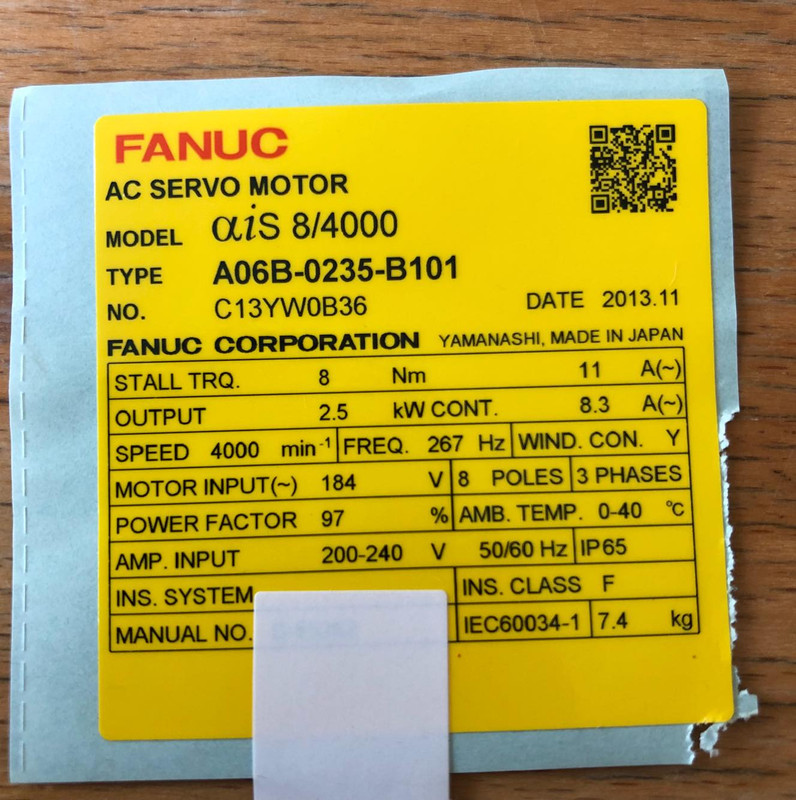 FANUC
AC SERVO MOTOR
MODEL αiS 8/4000
TYPE A06B-0235-B101
NO. C13YW0B36 DATE 2013.11
FANUC CORPORATION YAMANASHI, MADE IN JAPAN
STALL TRQ. 8 Nm 11 A(~)
OUTPUT 2.5 kW CONT. 8.3 A(~)
SPEED 4000 min⁻¹ FREQ. 267 Hz WIND. CON. Y
MOTOR INPUT(~) 184 V 8 POLES 3 PHASES
POWER FACTOR 97 % AMB. TEMP. 0-40 ℃
AMP. INPUT 200-240 V 50/60 Hz IP65
INS. SYSTEM INS. CLASS F
MANUAL NO. IEC60034-1 7.4 kg